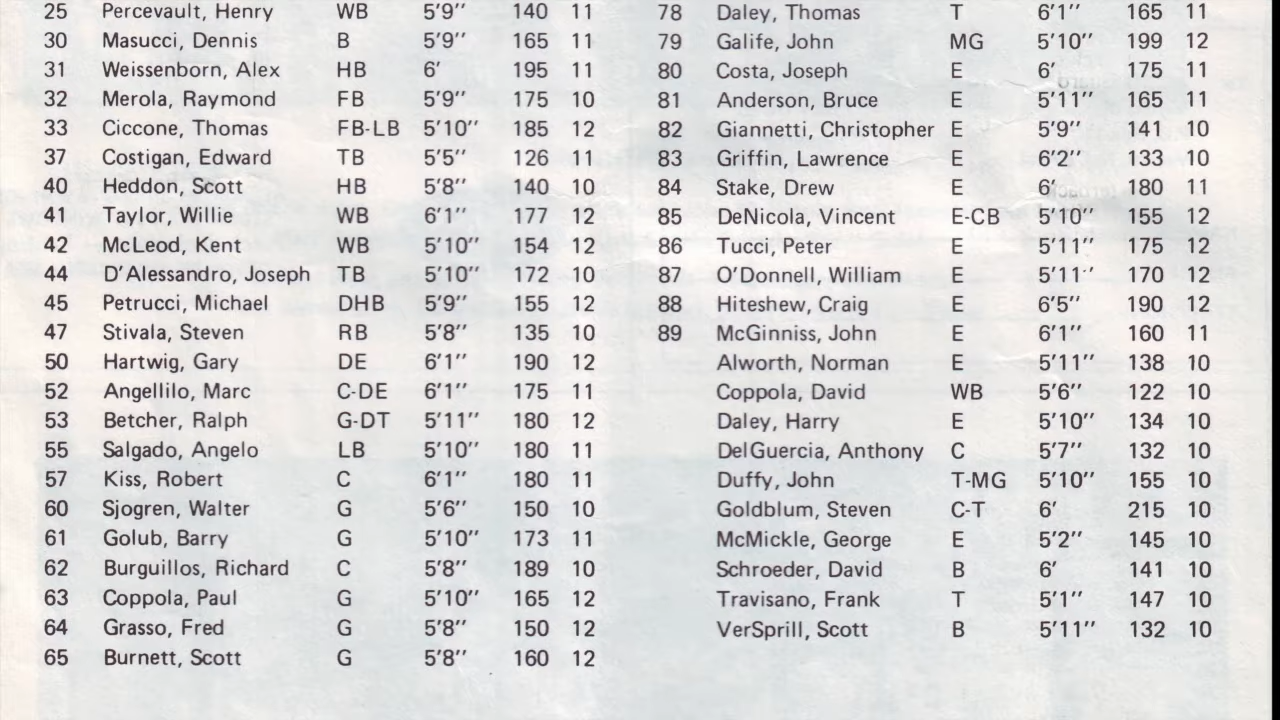 25 Percevault, Henry WB 5'9'' 140 11
30 Masucci, Dennis B 5'9'' 165 11
31 Weissenborn, Alex HB 6' 195 11
32 Merola, Raymond FB 5'9'' 175 10
33 Ciccone, Thomas FB-LB 5'10'' 185 12
37 Costigan, Edward TB 5'5'' 126 11
40 Heddon, Scott HB 5'8'' 140 10
41 Taylor, Willie WB 6'1'' 177 12
42 McLeod, Kent WB 5'10'' 154 12
44 D'Alessandro, Joseph TB 5'10'' 172 10
45 Petrucci, Michael DHB 5'9'' 155 12
47 Stivala, Steven RB 5'8'' 135 10
50 Hartwig, Gary DE 6'1'' 190 12
52 Angellilo, Marc C-DE 6'1'' 175 11
53 Betcher, Ralph G-DT 5'11'' 180 12
55 Salgado, Angelo LB 5'10'' 180 11
57 Kiss, Robert C 6'1'' 180 11
60 Sjogren, Walter G 5'6'' 150 10
61 Golub, Barry G 5'10'' 173 11
62 Burguillos, Richard C 5'8'' 189 10
63 Coppola, Paul G 5'10'' 165 12
64 Grasso, Fred G 5'8'' 150 12
65 Burnett, Scott G 5'8'' 160 12
78 Daley, Thomas T 6'1'' 165 11
79 Galife, John MG 5'10'' 199 12
80 Costa, Joseph E 6' 175 11
81 Anderson, Bruce E 5'11'' 165 11
82 Giannetti, Christopher E 5'9'' 141 10
83 Griffin, Lawrence E 6'2'' 133 10
84 Stake, Drew E 6' 180 11
85 DeNicola, Vincent E-CB 5'10'' 155 12
86 Tucci, Peter E 5'11'' 175 12
87 O'Donnell, William E 5'11'' 170 12
88 Hiteshew, Craig E 6'5'' 190 12
89 McGinniss, John E 6'1'' 160 11
Alworth, Norman E 5'11'' 138 10
Coppola, David WB 5'6'' 122 10
Daley, Harry E 5'10'' 134 10
DelGuercia, Anthony C 5'7'' 132 10
Duffy, John T-MG 5'10'' 155 10
Goldblum, Steven C-T 6' 215 10
McMickle, George E 5'2'' 145 10
Schroeder, David B 6' 141 10
Travisano, Frank T 5'1'' 147 10
VerSprill, Scott B 5'11'' 132 10